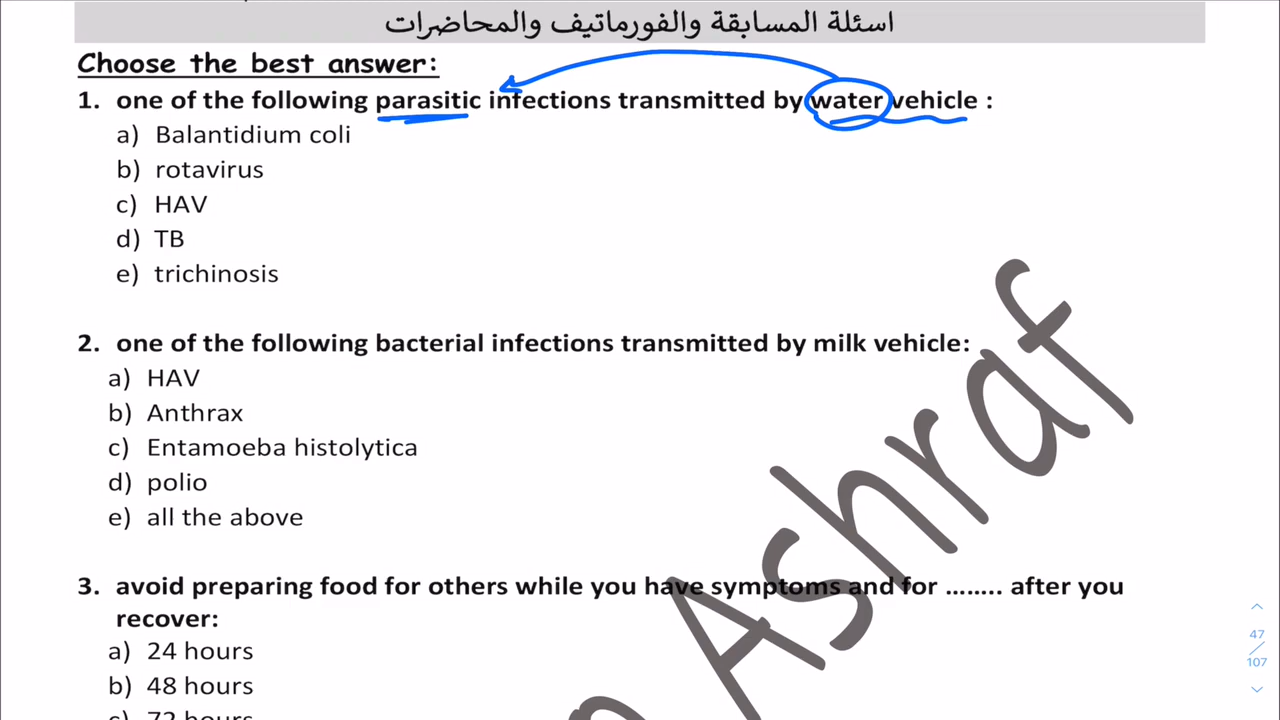 اسئلة المسابقة والفورماتيف والمحاضرات
Choose the best answer:
1. one of the following parasitic infections transmitted by water vehicle :
a) Balantidium coli
b) rotavirus
c) HAV
d) TB
e) trichinosis
2. one of the following bacterial infections transmitted by milk vehicle:
a) HAV
b) Anthrax
c) Entamoeba histolytica
d) polio
e) all the above
3. avoid preparing food for others while you have symptoms and for …….. after you
recover:
a) 24 hours
b) 48 hours
c) 72 hours
Ashraf
47
107